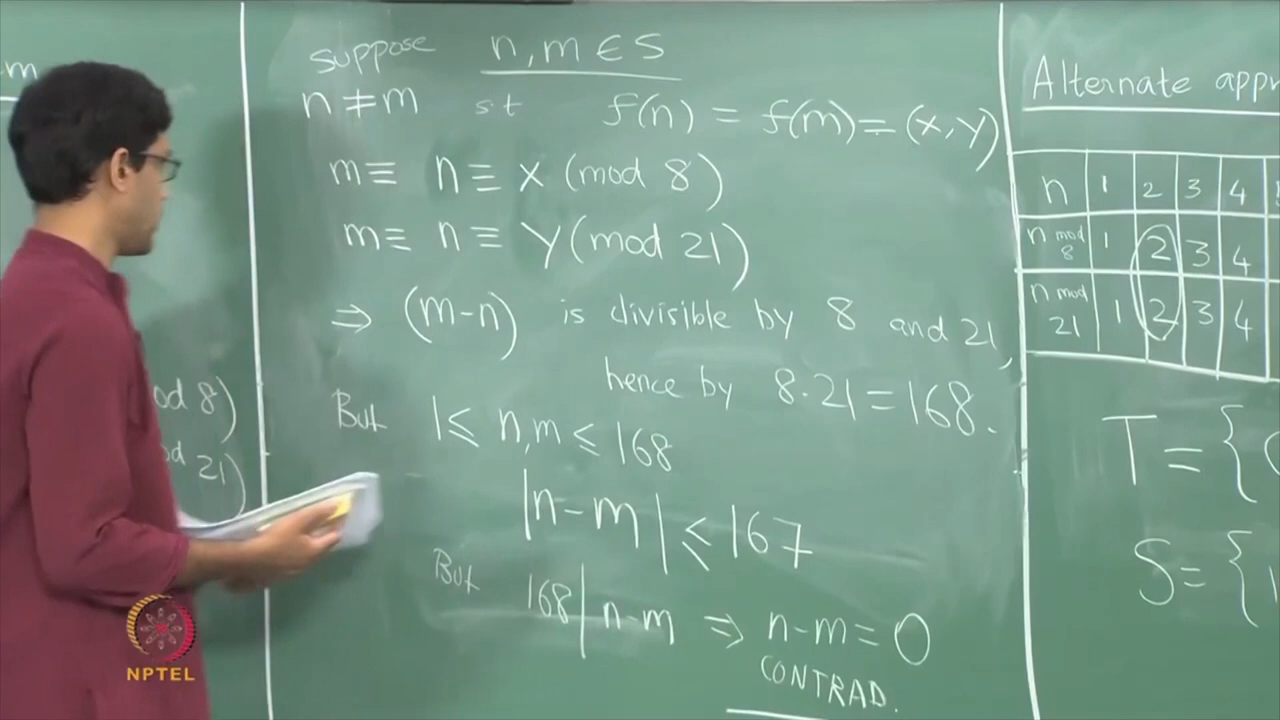 m
od 8)
od 21)
suppose n, m ∈ S
n ≠ m st f(n) = f(m) = (X, Y)
m ≡ n ≡ X (mod 8)
m ≡ n ≡ Y (mod 21)
⇒ (m-n) is divisible by 8 and 21,
hence by 8.21 = 168.
But 1 ≤ n, m ≤ 168
|n-m| ≤ 167
But 168 | n-m ⇒ n-m = 0
CONTRAD.
Alternate appr
n 1 2 3 4
n mod 8 1 2 3 4
n mod 21 1 2 3 4
T = {
S = {
NPTEL